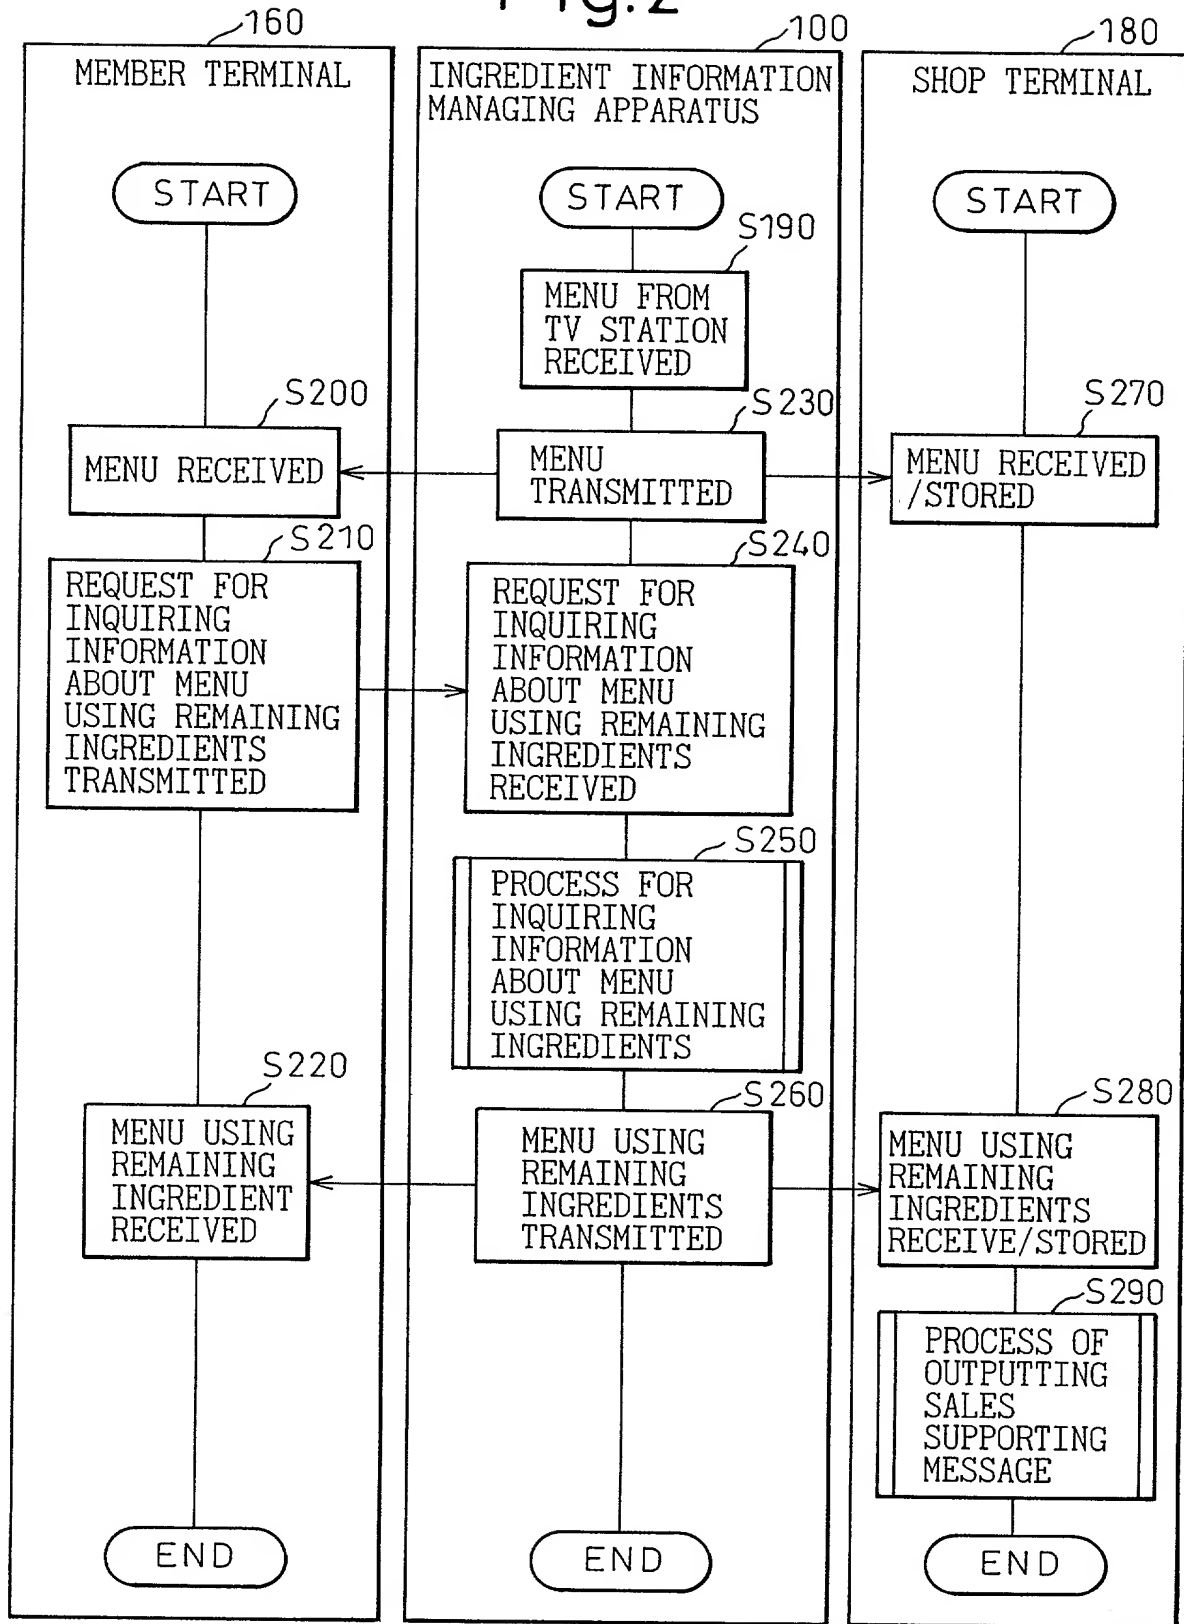 Fig.2
160
MEMBER TERMINAL
START
S200
MENU RECEIVED
S210
REQUEST FOR
INQUIRING
INFORMATION
ABOUT MENU
USING REMAINING
INGREDIENTS
TRANSMITTED
S220
MENU USING
REMAINING
INGREDIENT
RECEIVED
END
100
INGREDIENT INFORMATION
MANAGING APPARATUS
START
S190
MENU FROM
TV STATION
RECEIVED
S230
MENU
TRANSMITTED
S240
REQUEST FOR
INQUIRING
INFORMATION
ABOUT MENU
USING REMAINING
INGREDIENTS
RECEIVED
S250
PROCESS FOR
INQUIRING
INFORMATION
ABOUT MENU
USING REMAINING
INGREDIENTS
S260
MENU USING
REMAINING
INGREDIENTS
TRANSMITTED
END
180
SHOP TERMINAL
START
S270
MENU RECEIVED
/STORED
S280
MENU USING
REMAINING
INGREDIENTS
RECEIVE/STORED
S290
PROCESS OF
OUTPUTTING
SALES
SUPPORTING
MESSAGE
END